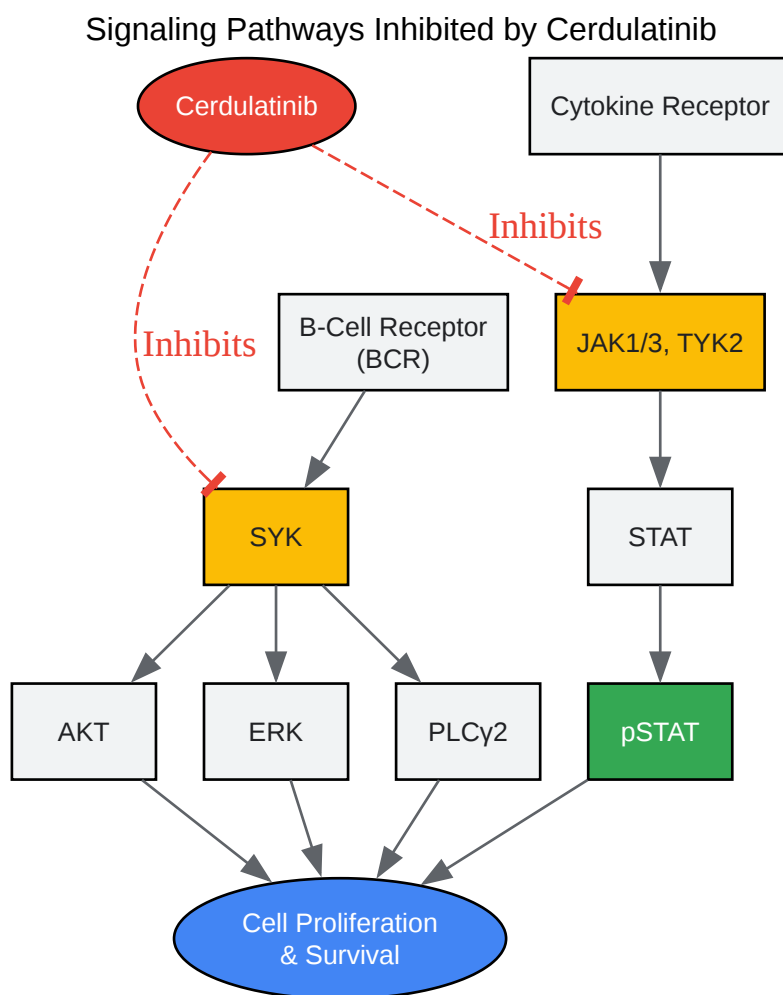 Signaling Pathways Inhibited by Cerdulatinib
Cerdulatinib
Cytokine Receptor
Inhibits
Inhibits
B-Cell Receptor
(BCR)
JAK1/3, TYK2
SYK
STAT
AKT
ERK
PLCγ2
pSTAT
Cell Proliferation
& Survival